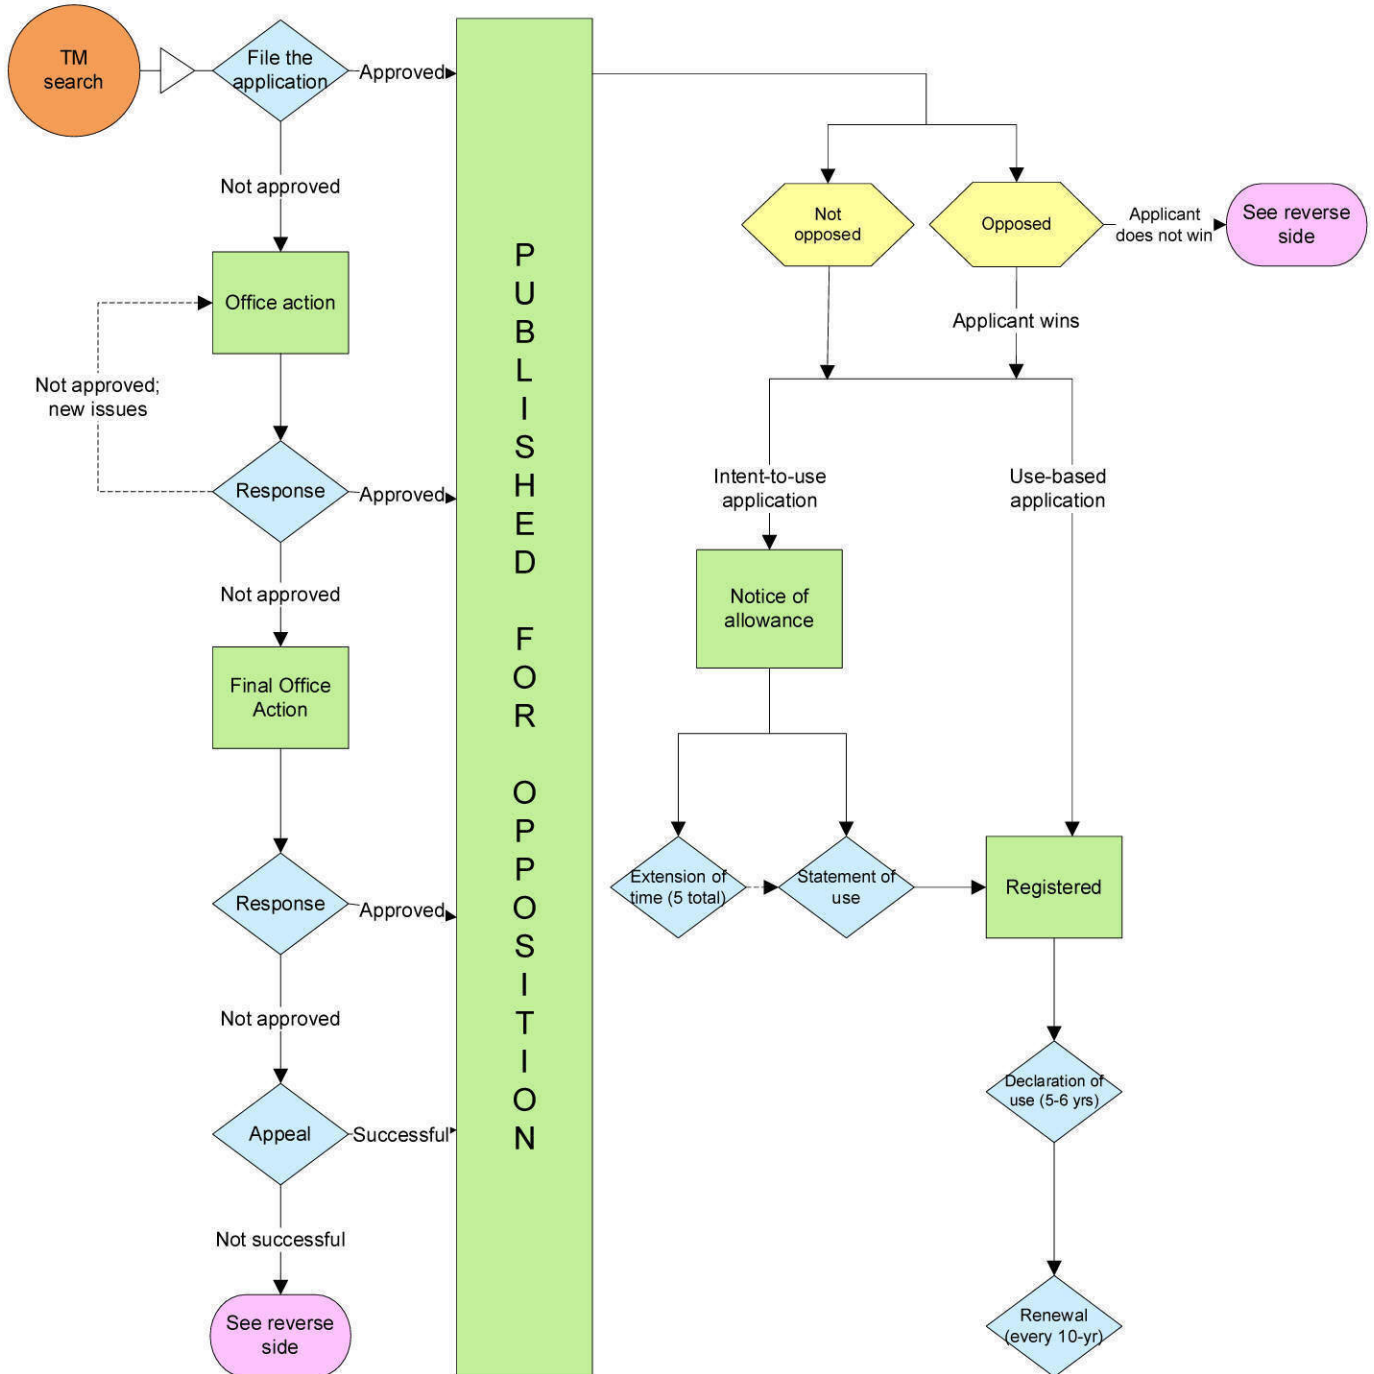 TM
search
File the
application
Approved
Not approved
Office action
Not approved;
new issues
Response
Approved
Not approved
Final Office
Action
Response
Approved
Not approved
Appeal
Successful
Not successful
See reverse
side
PUBLISHED FOR OPPOSITION
Not
opposed
Opposed
Applicant
does not win
See reverse
side
Applicant wins
Intent-to-use
application
Use-based
application
Notice of
allowance
Extension of
time (5 total)
Statement of
use
Registered
Declaration of
use (5-6 yrs)
Renewal
(every 10-yr)